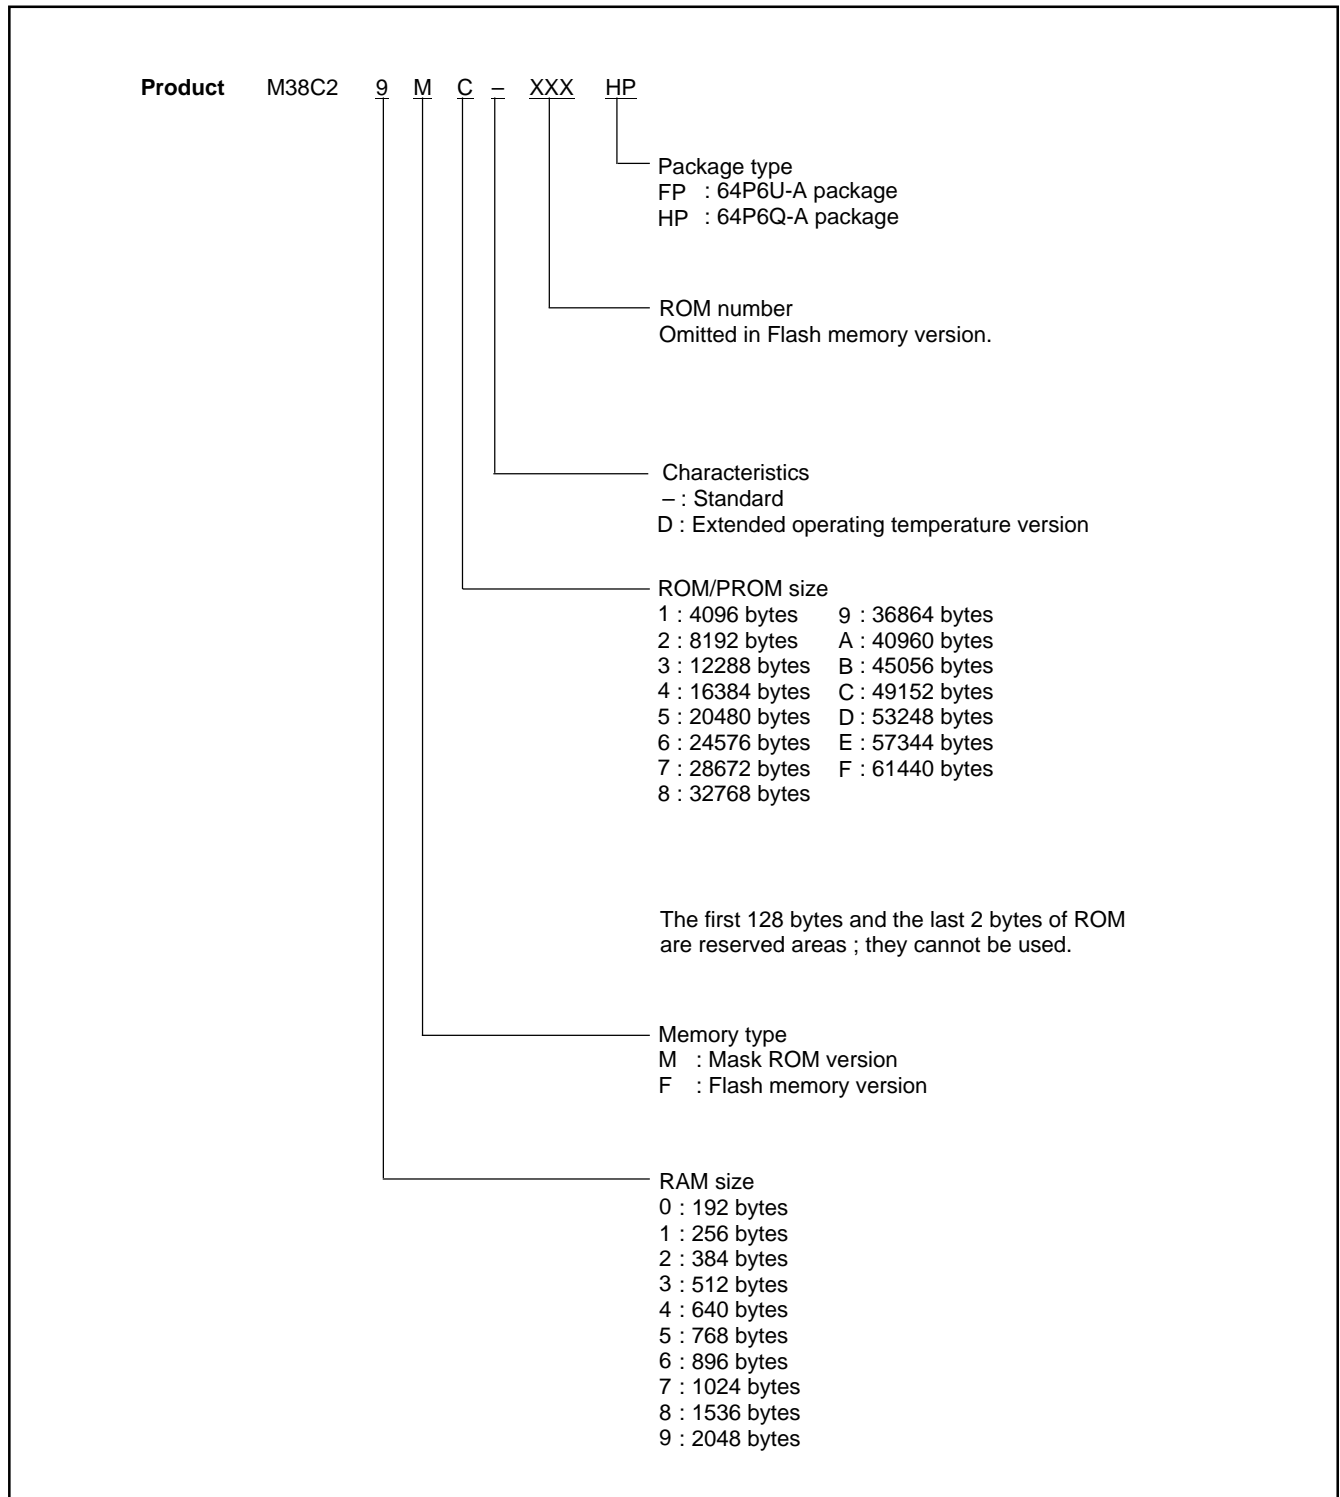 Product M38C2 9 M C – XXX HP
Package type
FP : 64P6U-A package
HP : 64P6Q-A package
ROM number
Omitted in Flash memory version.
Characteristics
– : Standard
D : Extended operating temperature version
ROM/PROM size
1 : 4096 bytes 9 : 36864 bytes
2 : 8192 bytes A : 40960 bytes
3 : 12288 bytes B : 45056 bytes
4 : 16384 bytes C : 49152 bytes
5 : 20480 bytes D : 53248 bytes
6 : 24576 bytes E : 57344 bytes
7 : 28672 bytes F : 61440 bytes
8 : 32768 bytes
The first 128 bytes and the last 2 bytes of ROM
are reserved areas ; they cannot be used.
Memory type
M : Mask ROM version
F : Flash memory version
RAM size
0 : 192 bytes
1 : 256 bytes
2 : 384 bytes
3 : 512 bytes
4 : 640 bytes
5 : 768 bytes
6 : 896 bytes
7 : 1024 bytes
8 : 1536 bytes
9 : 2048 bytes